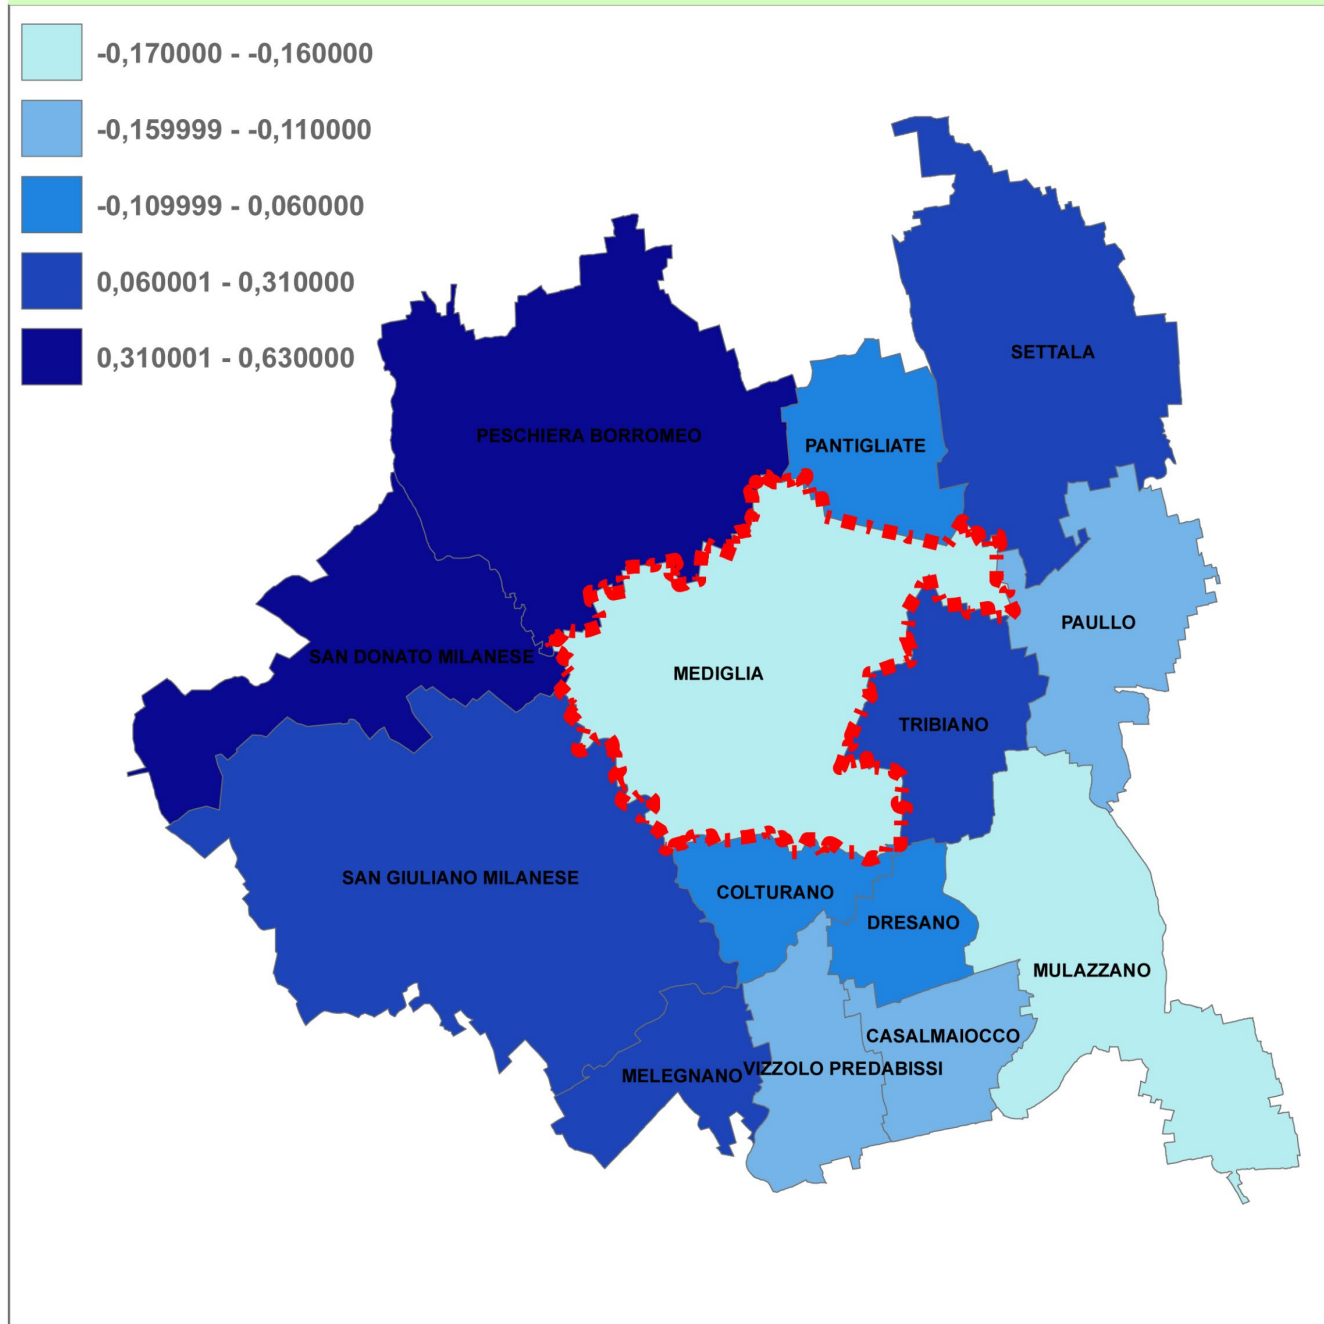 -0,170000 - -0,160000
-0,159999 - -0,110000
-0,109999 - 0,060000
0,060001 - 0,310000
0,310001 - 0,630000
SETTALA
PESCHIERA BORROMEO
PANTIGLIATE
PAULLO
SAN DONATO MILANESE
MEDIGLIA
TRIBIANO
SAN GIULIANO MILANESE
COLTURANO
DRESANO
MULAZZANO
CASALMAIOCCO
MELEGNANO
VIZZOLO PREDABISSI